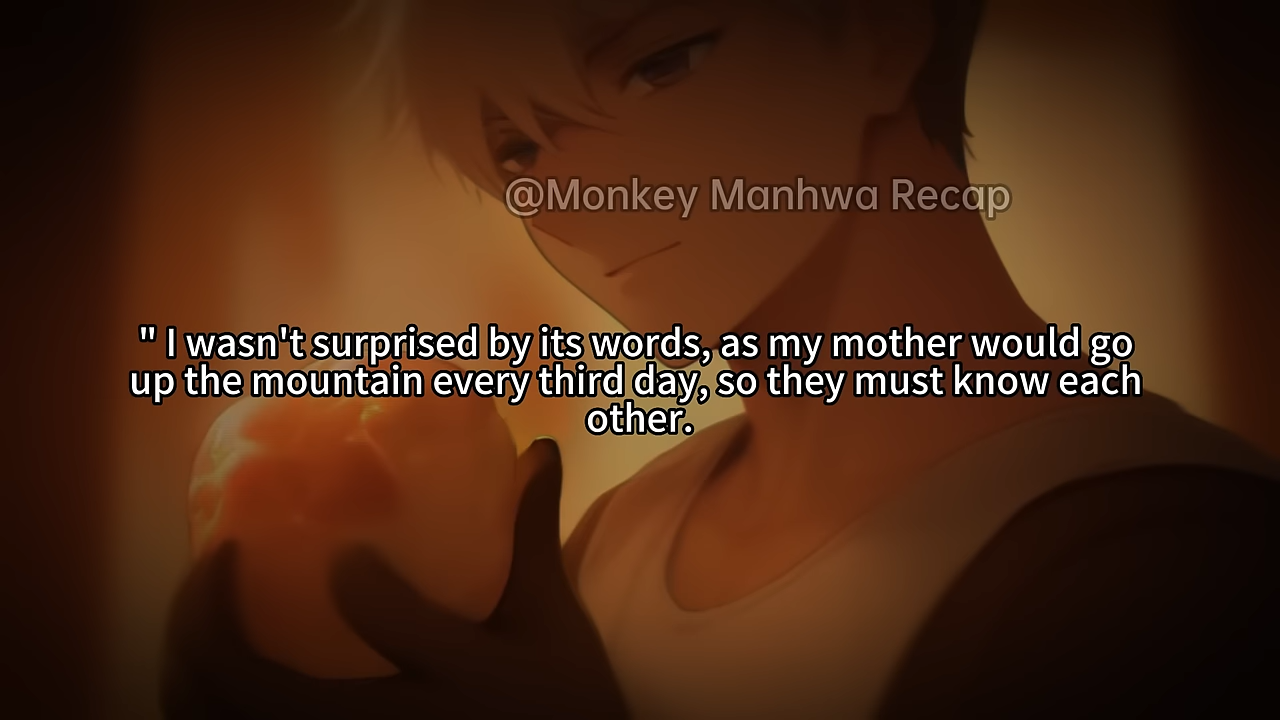 @Monkey Manhwa Recap
" I wasn't surprised by its words, as my mother would go
up the mountain every third day, so they must know each
other.